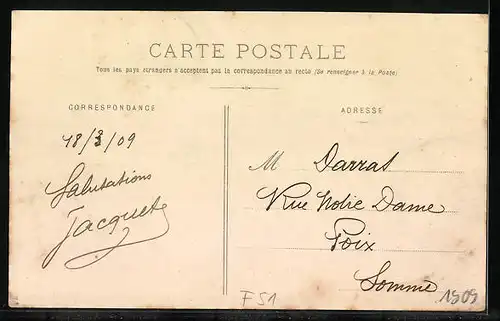 CARTE POSTALE
Tous les pays étrangers n'acceptent pas la correspondance au recto (Se renseigner à la Poste)
CORRESPONDANCE
ADRESSE
18/3/09
Salutations
Jacquet
M Darras
Rue Notre Dame
Poix
Somme
F51
1909